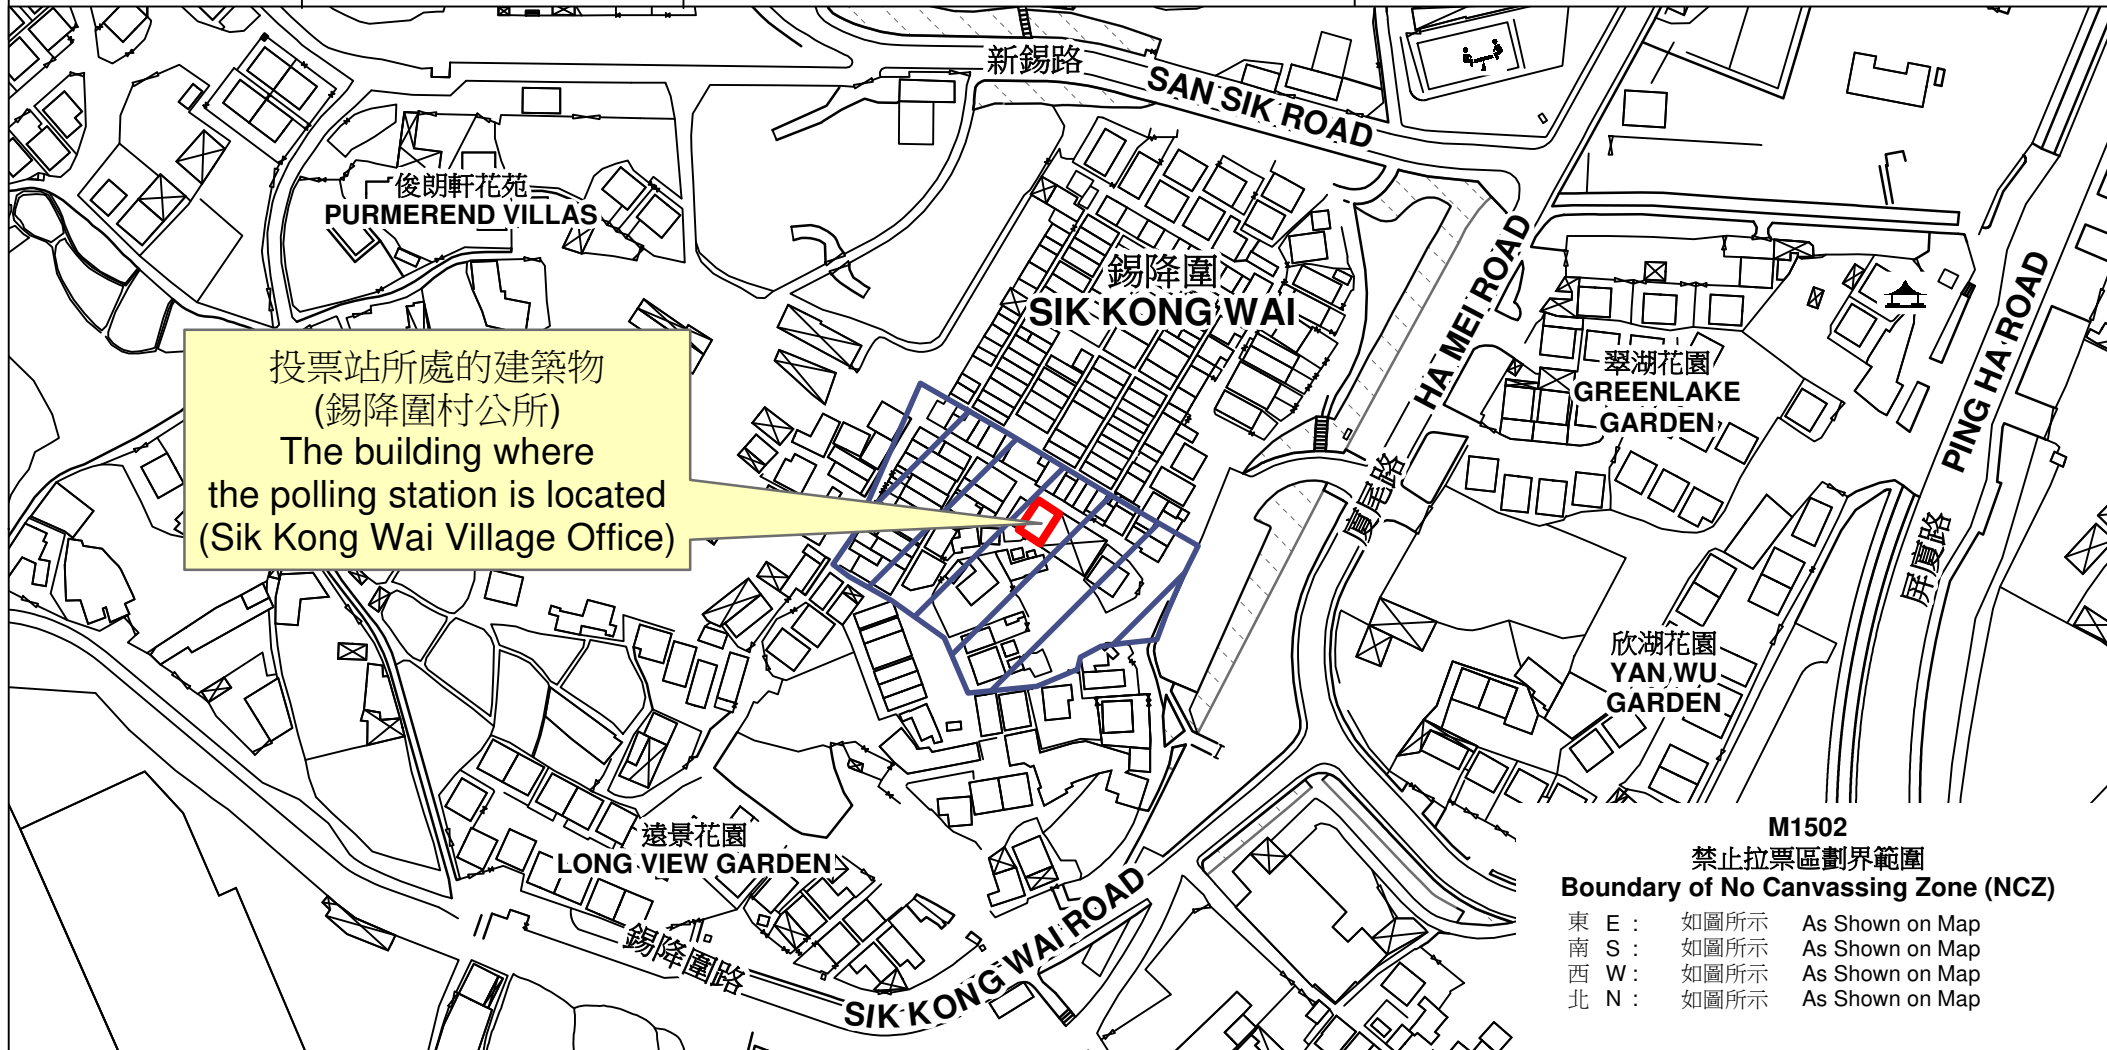 新錫路
SAN SIK ROAD
俊朗軒花苑
PURMEREND VILLAS
錫降圍
SIK KONG WAI
HA MEI ROAD
廈尾路
翠湖花園
GREENLAKE
GARDEN
PING HA ROAD
屏廈路
投票站所處的建築物
(錫降圍村公所)
The building where
the polling station is located
(Sik Kong Wai Village Office)
欣湖花園
YAN WU
GARDEN
遠景花園
LONG VIEW GARDEN
錫降圍路
SIK KONG WAI ROAD
M1502
禁止拉票區劃界範圍
Boundary of No Canvassing Zone (NCZ)
東 E : 如圖所示 As Shown on Map
南 S : 如圖所示 As Shown on Map
西 W : 如圖所示 As Shown on Map
北 N : 如圖所示 As Shown on Map